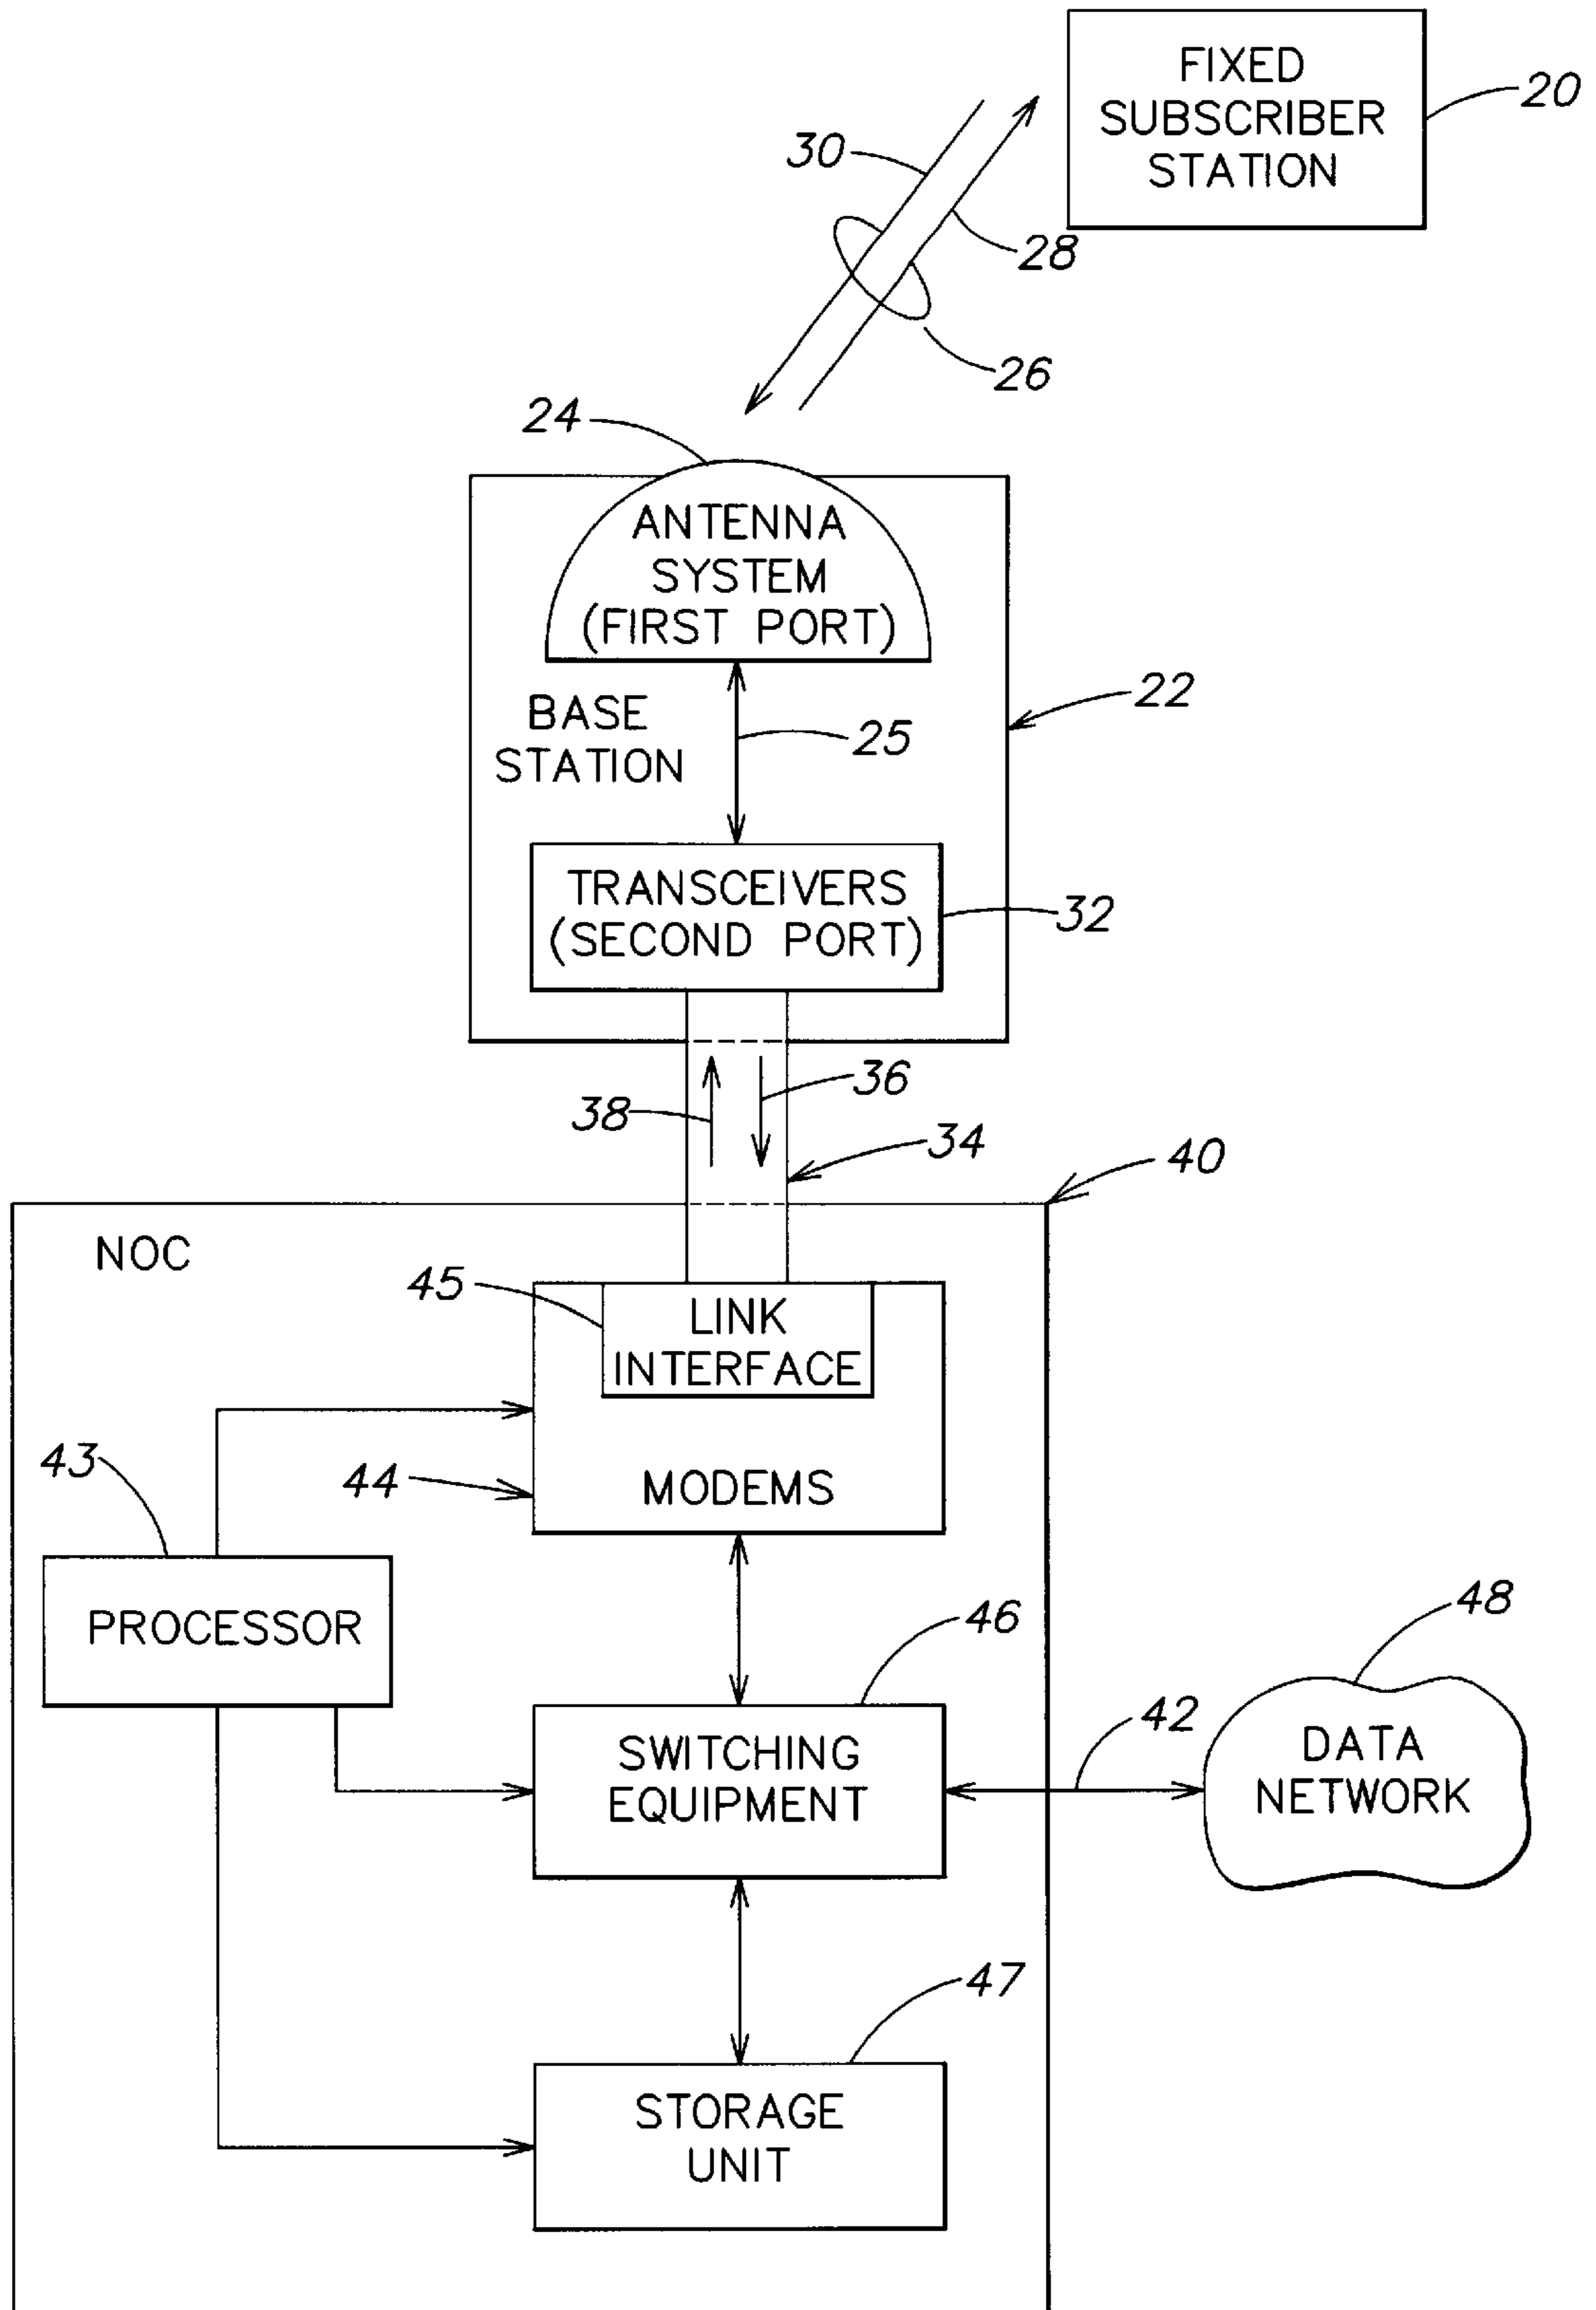 FIXED
SUBSCRIBER
STATION
20
30
28
26
24
ANTENNA
SYSTEM
(FIRST PORT)
22
BASE
STATION
25
TRANSCEIVERS
(SECOND PORT)
32
36
38
34
40
NOC
45
LINK
INTERFACE
43
44
MODEMS
PROCESSOR
46
48
SWITCHING
EQUIPMENT
42
DATA
NETWORK
47
STORAGE
UNIT